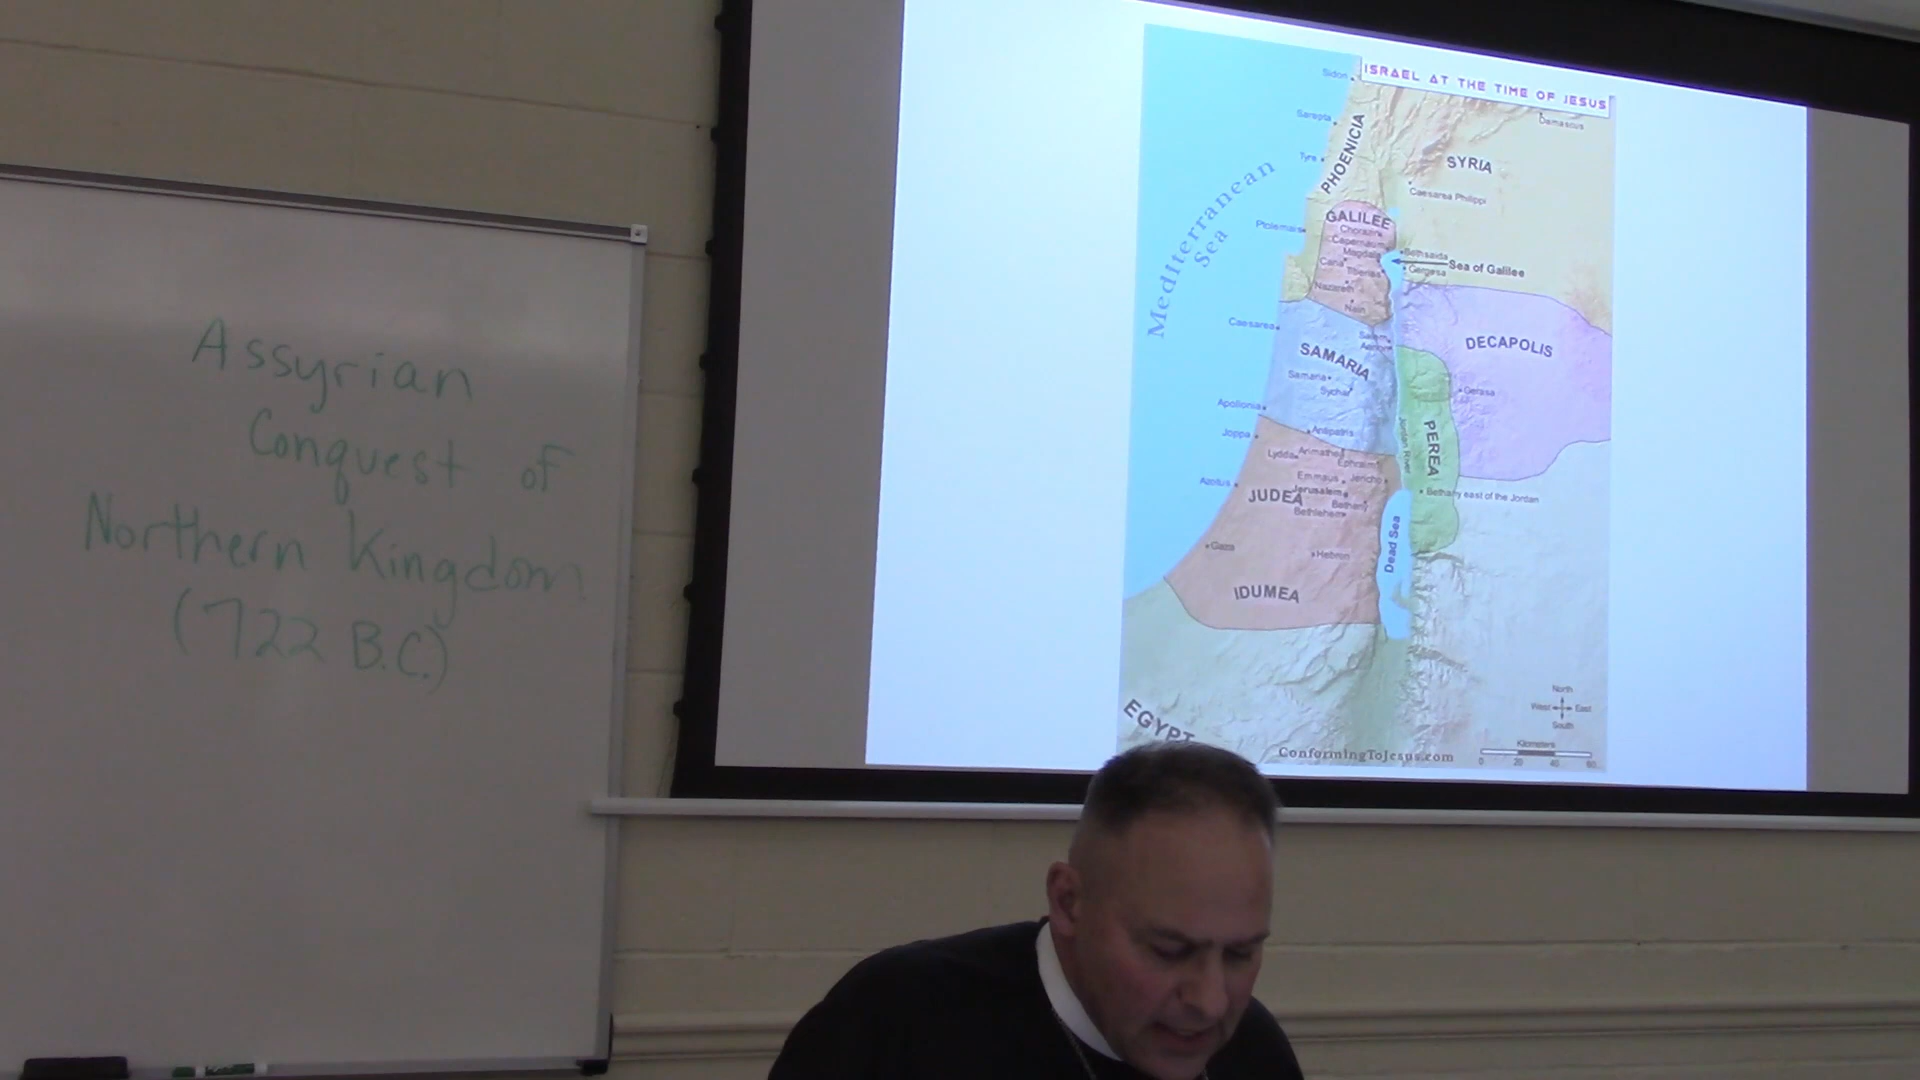 Assyrian
Conquest of
Northern Kingdom
(722 B.C.)
ISRAEL AT THE TIME OF JESUS
Sidon
Damascus
Sarepta
PHOENICIA
SYRIA
Tyre
Caesarea Philippi
Mediterranean
Sea
GALILEE
Ptolemais
Chorazin
Capernaum
Bethsaida
Magdala
Sea of Galilee
Cana
Gergesa
Tiberias
Nazareth
Nain
Caesarea
Salem
Aenon
DECAPOLIS
SAMARIA
Samaria
Sychar
Gerasa
Apollonia
Antipatris
Joppa
Jordan River
PEREA
Lydda
Arimathea
Ephraim
Emmaus
Jericho
Azotus
Jerusalem
JUDEA
Bethany east of the Jordan
Bethany
Bethlehem
Dead Sea
Gaza
Hebron
IDUMEA
North
West East
South
EGYPT
ConformingToJesus.com
Kilometers
0 20 40 60